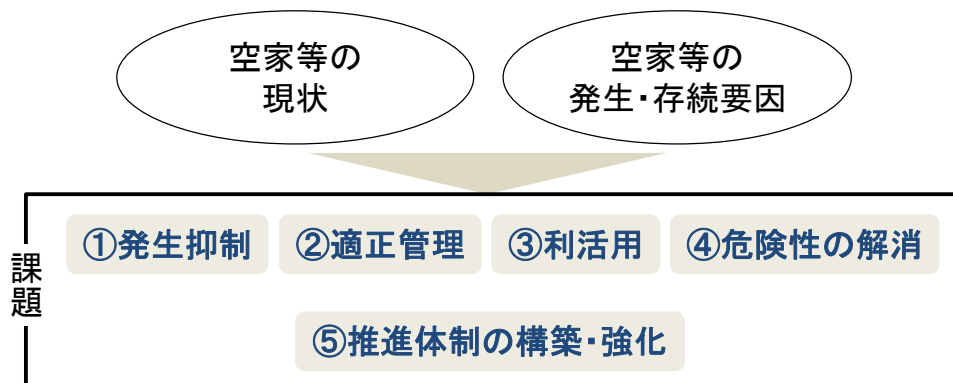 空家等の
現状
空家等の
発生・存続要因
課題
①発生抑制
②適正管理
③利活用
④危険性の解消
⑤推進体制の構築・強化